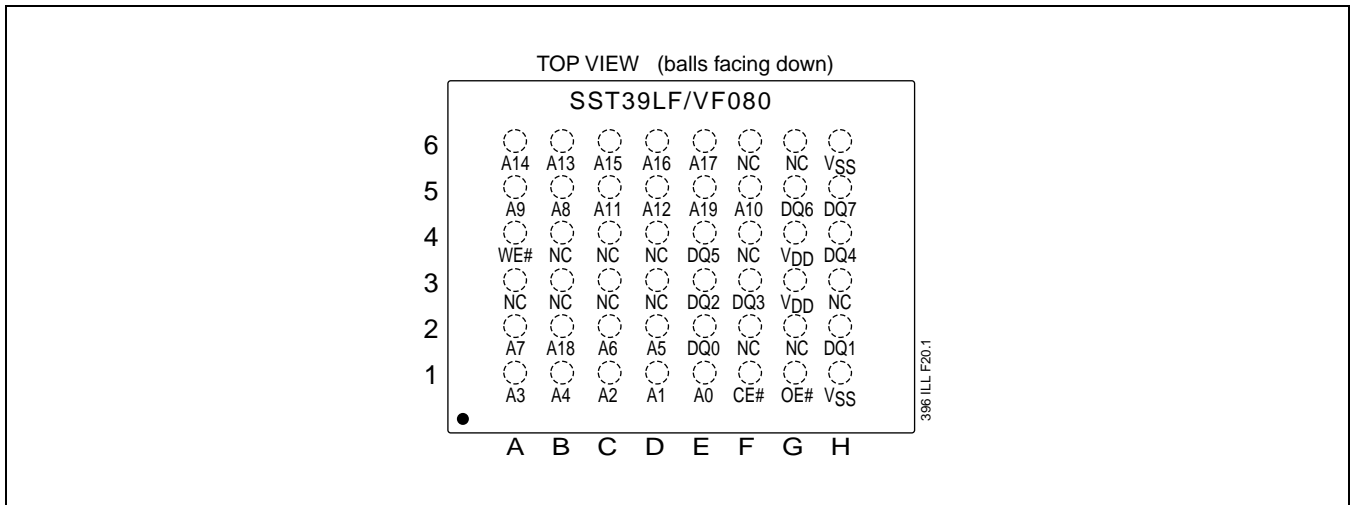 TOP VIEW (balls facing down)
SST39LF/VF080
6
A14 A13 A15 A16 A17 NC NC VSS
5
A9 A8 A11 A12 A19 A10 DQ6 DQ7
4
WE# NC NC NC DQ5 NC VDD DQ4
3
NC NC NC NC DQ2 DQ3 VDD NC
2
A7 A18 A6 A5 DQ0 NC NC DQ1
1
A3 A4 A2 A1 A0 CE# OE# VSS
A B C D E F G H
396 ILL F20.1